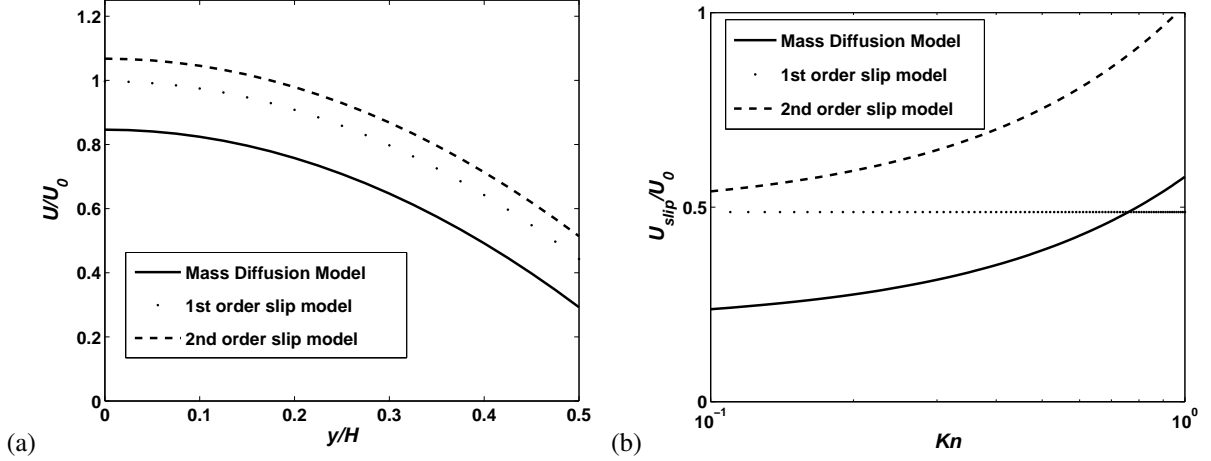 1.2
1
0.8
0.6
0.4
0.2
0
U/U0
Mass Diffusion Model
1st order slip model
2nd order slip model
0 0.1 0.2 0.3 0.4 0.5
y/H
(a)
1
0.5
0
Uslip/U0
Mass Diffusion Model
1st order slip model
2nd order slip model
10−1 100
Kn
(b)